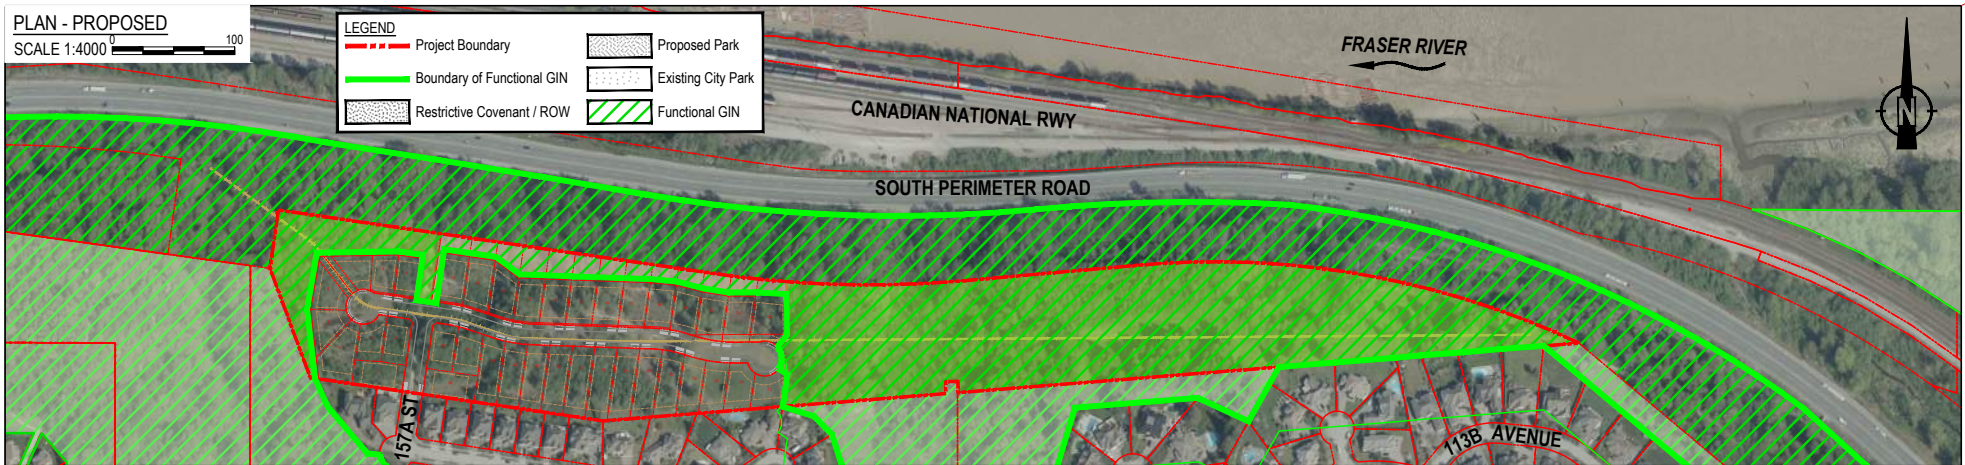 PLAN - PROPOSED
SCALE 1:4000
0 100
LEGEND
Project Boundary
Boundary of Functional GIN
Restrictive Covenant / ROW
Proposed Park
Existing City Park
Functional GIN
FRASER RIVER
N
CANADIAN NATIONAL RWY
SOUTH PERIMETER ROAD
157A ST
113B AVENUE